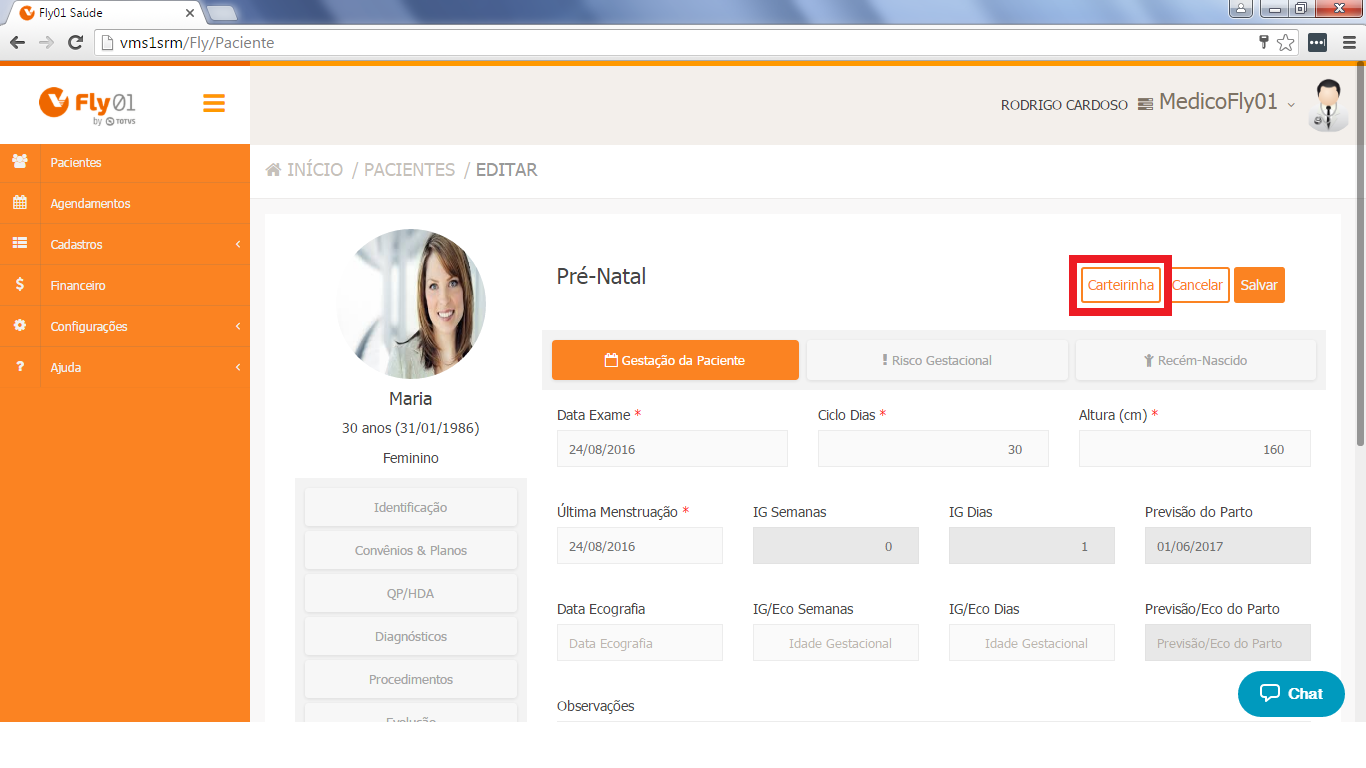 Fly01 Saúde
vms1srm/Fly/Paciente
Fly01
by TOTVS
RODRIGO CARDOSO MedicoFly01
Pacientes
Agendamentos
Cadastros
Financeiro
Configurações
Ajuda
INÍCIO / PACIENTES / EDITAR
Maria
30 anos (31/01/1986)
Feminino
Identificação
Convênios & Planos
QP/HDA
Diagnósticos
Procedimentos
Evolução
Pré-Natal
Carteirinha Cancelar Salvar
Gestação da Paciente Risco Gestacional Recém-Nascido
Data Exame * Ciclo Dias * Altura (cm) *
24/08/2016 30 160
Última Menstruação * IG Semanas IG Dias Previsão do Parto
24/08/2016 0 1 01/06/2017
Data Ecografia IG/Eco Semanas IG/Eco Dias Previsão/Eco do Parto
Data Ecografia Idade Gestacional Idade Gestacional Previsão/Eco do Parto
Observações
Chat